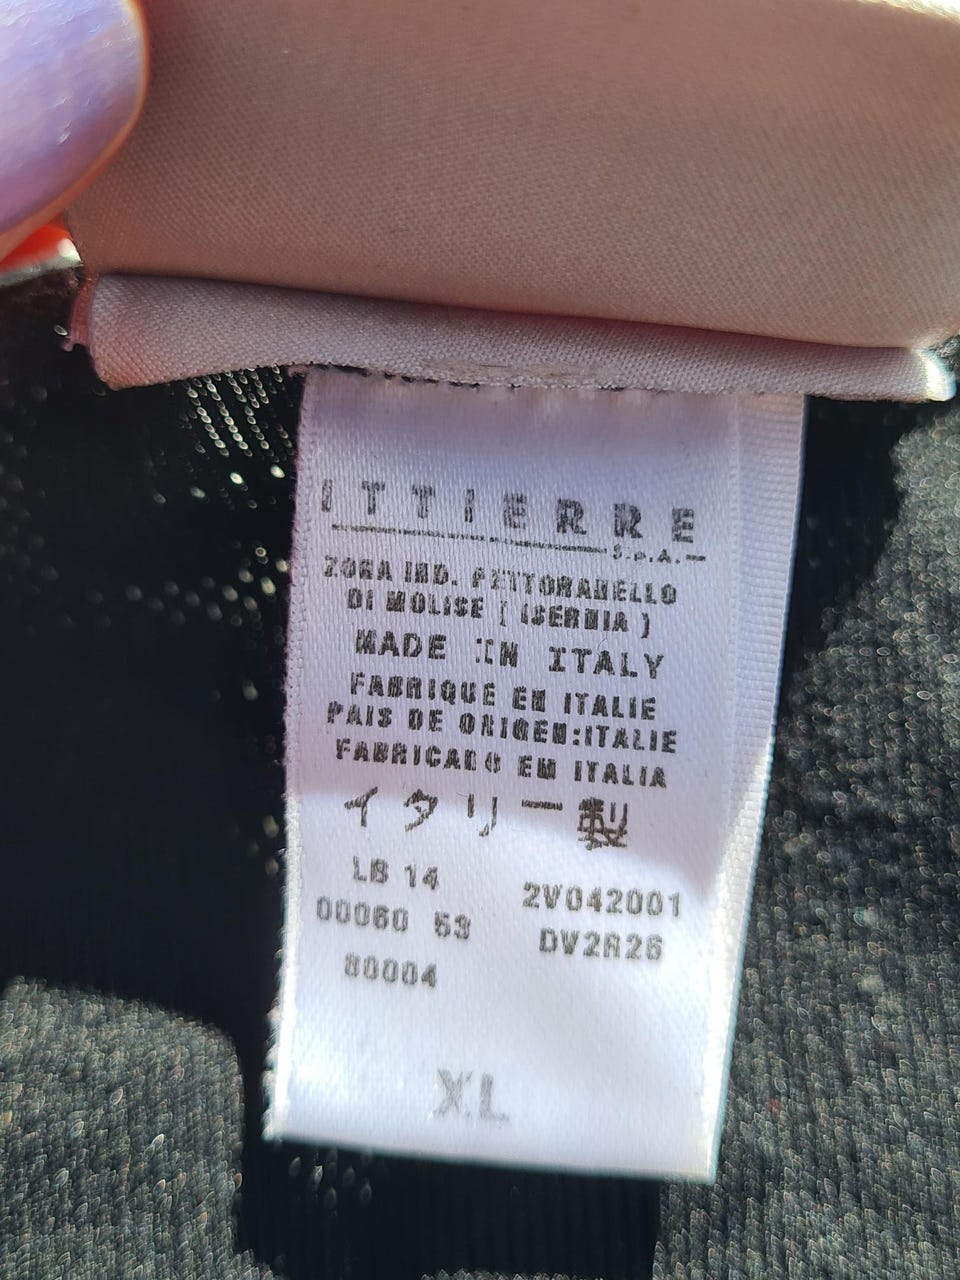 ITTIERRE
S.p.A.
ZONA IND. PETTORANELLO
DI MOLISE ( ISERNIA )
MADE IN ITALY
FABRIQUE EN ITALIE
PAIS DE ORIGEN:ITALIE
FABRICADO EM ITALIA
イタリー製
LB 14 2V042001
00060 53 DV2R26
80004
XL